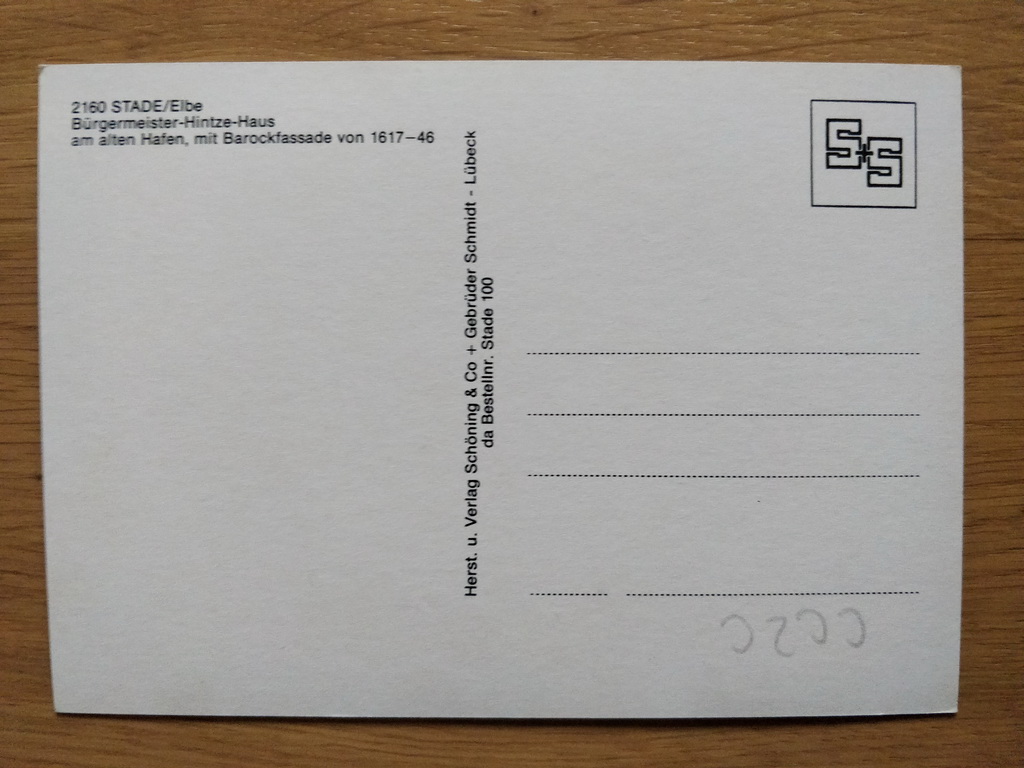 2160 STADE/Elbe
Bürgermeister-Hintze-Haus
am alten Hafen, mit Barockfassade von 1617–46
Herst. u. Verlag Schöning & Co + Gebrüder Schmidt - Lübeck
da Bestellnr. Stade 100
S+S
CC2C